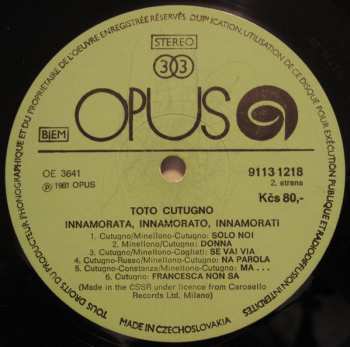 TOUS DROITS DU PRODUCTEUR PHONOGRAPHIQUE ET DU PROPRIÉTAIRE DE L'OEUVRE ENREGISTRÉE RÉSERVÉS. DUPLICATION, UTILISATION DE CE DISQUE POUR EXÉCUTION PUBLIQUE ET RADIODIFFUSION INTERDITES
STEREO
33
OPUS
BIEM
OE 3641
9113 1218
℗ 1981 OPUS
2. strana
Kčs 80,-
TOTO CUTUGNO
INNAMORATA, INNAMORATO, INNAMORATI
1. Cutugno/Minellono-Cutugno: SOLO NOI
2. Minellono/Cutugno: DONNA
3. Cutugno/Minellono-Cogliati: SE VAI VIA
4. Cutugno-Russo/Minellono-Cutugno: NA PAROLA
5. Cutugno-Constanza/Minellono-Cutugno: MA . . .
6. Cutugno: FRANCESCA NON SA
(Made in the CSSR under licence from Carosello
Records Ltd. Milano)
MADE IN CZECHOSLOVAKIA